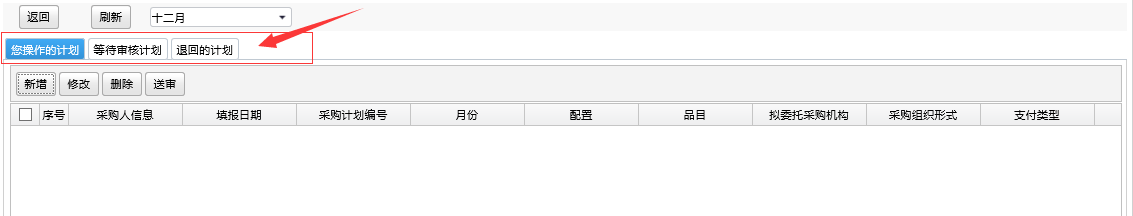 返回 刷新 十二月
您操作的计划 等待审核计划 退回的计划
新增 修改 删除 送审
序号 采购人信息 填报日期 采购计划编号 月份 配置 品目 拟委托采购机构 采购组织形式 支付类型